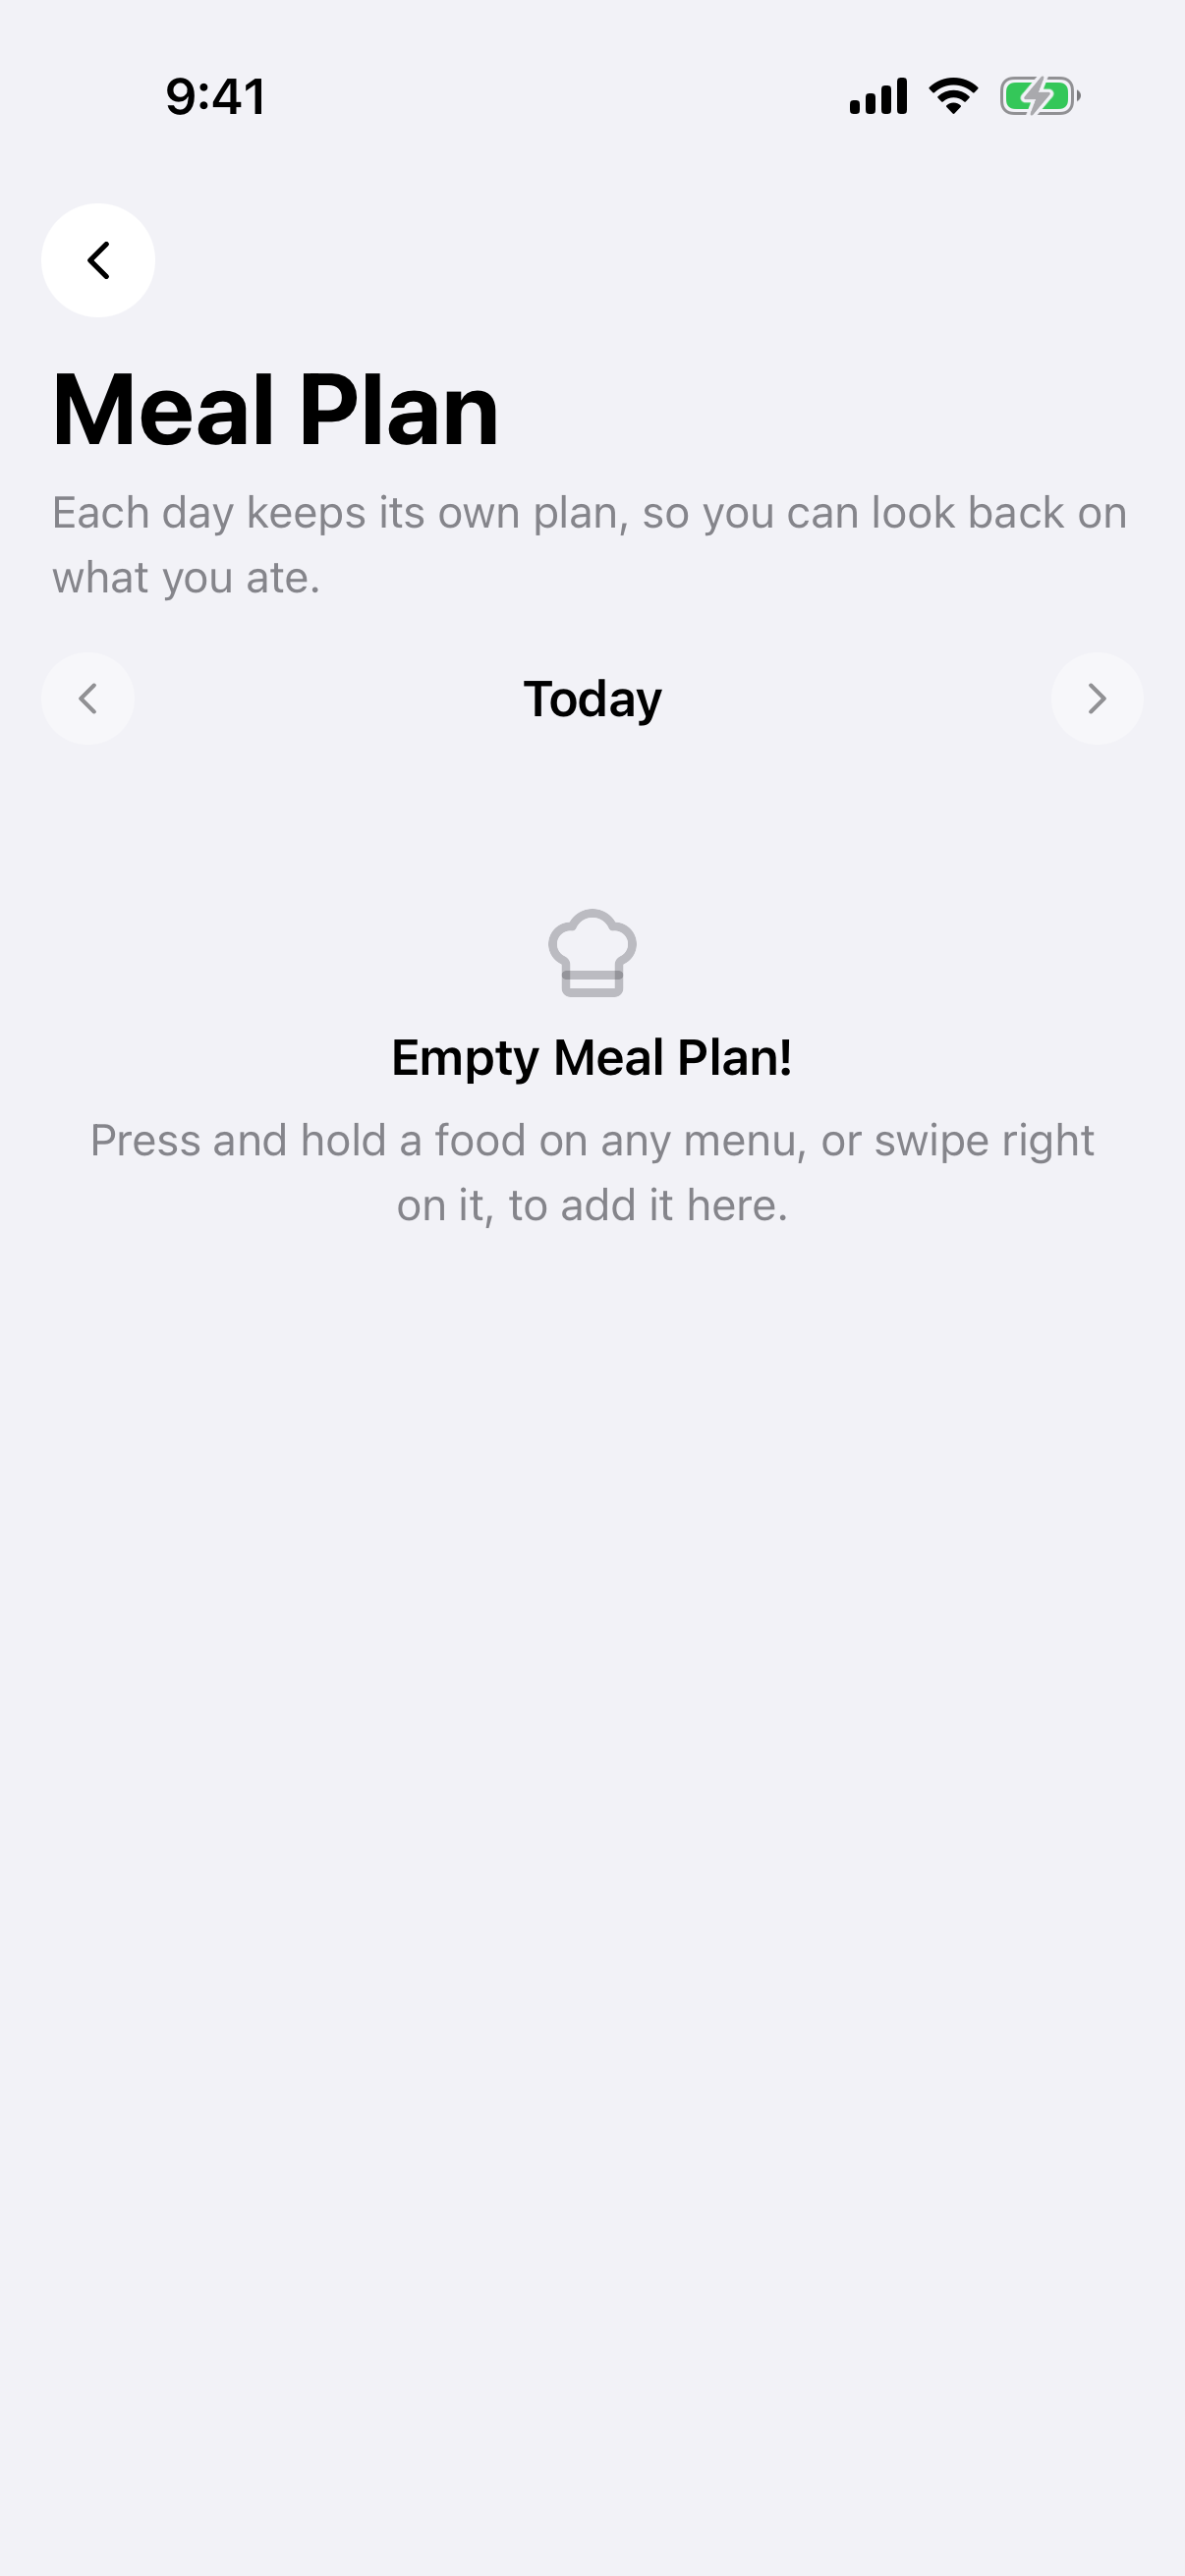 9:41
Meal Plan
Each day keeps its own plan, so you can look back on
what you ate.
Today
Empty Meal Plan!
Press and hold a food on any menu, or swipe right
on it, to add it here.